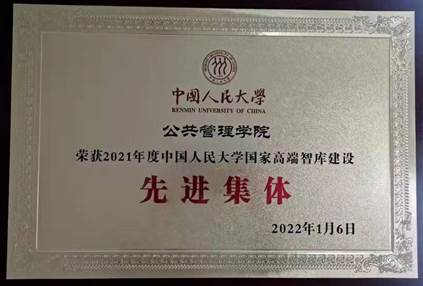 中国人民大學
RENMIN UNIVERSITY OF CHINA
公共管理学院
荣获2021年度中国人民大学国家高端智库建设
先进集体
2022年1月6日